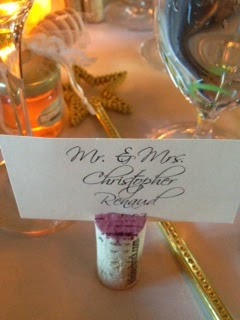 Mr. & Mrs.
Christopher
Renaud